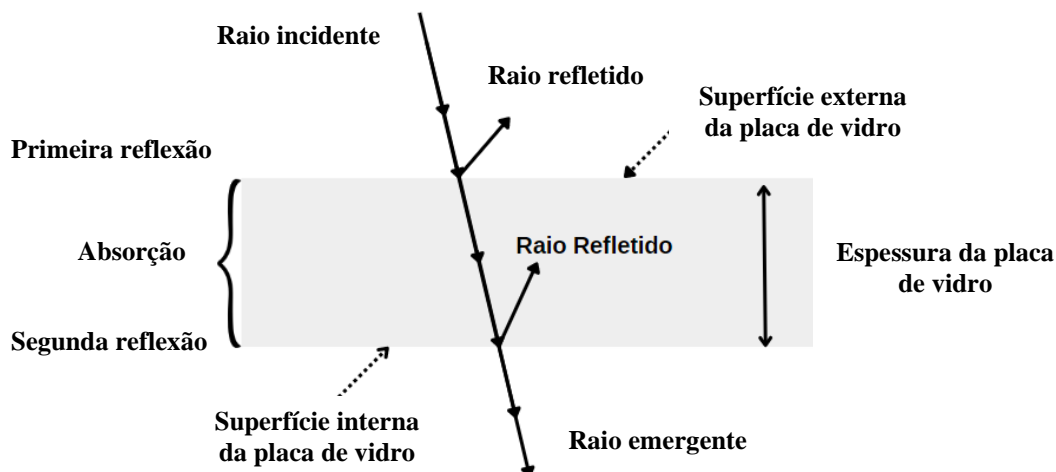 Raio incidente
Raio refletido
Superfície externa
da placa de vidro
Primeira reflexão
Absorção
Raio Refletido
Espessura da placa
de vidro
Segunda reflexão
Superfície interna
da placa de vidro
Raio emergente